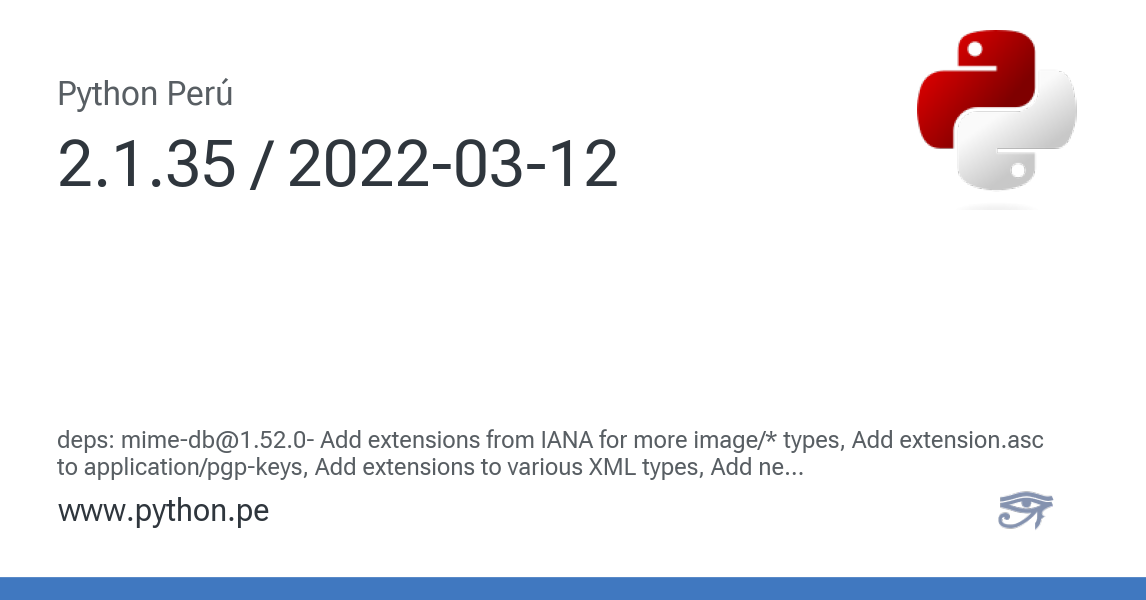 Python Perú
2.1.35 / 2022-03-12
deps: mime-db@1.52.0- Add extensions from IANA for more image/* types, Add extension.asc
to application/pgp-keys, Add extensions to various XML types, Add ne...
www.python.pe